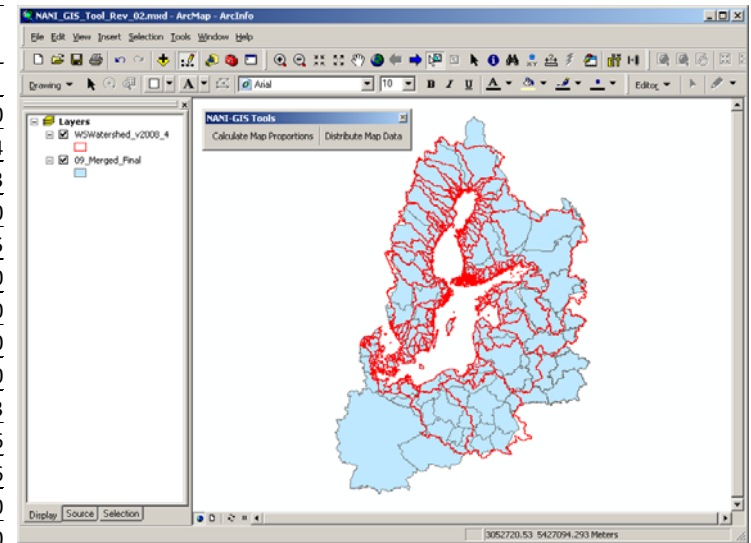 NANI_GIS_Tool_Rev_02.mxd - ArcMap - ArcInfo
File Edit View Insert Selection Tools Window Help
Drawing A Arial 10 B I U A Editor
Layers
WSWatershed_v2008_4
09_Merged_Final
NANI-GIS Tools
Calculate Map Proportions Distribute Map Data
Display Source Selection
3052720.53 5427094.293 Meters